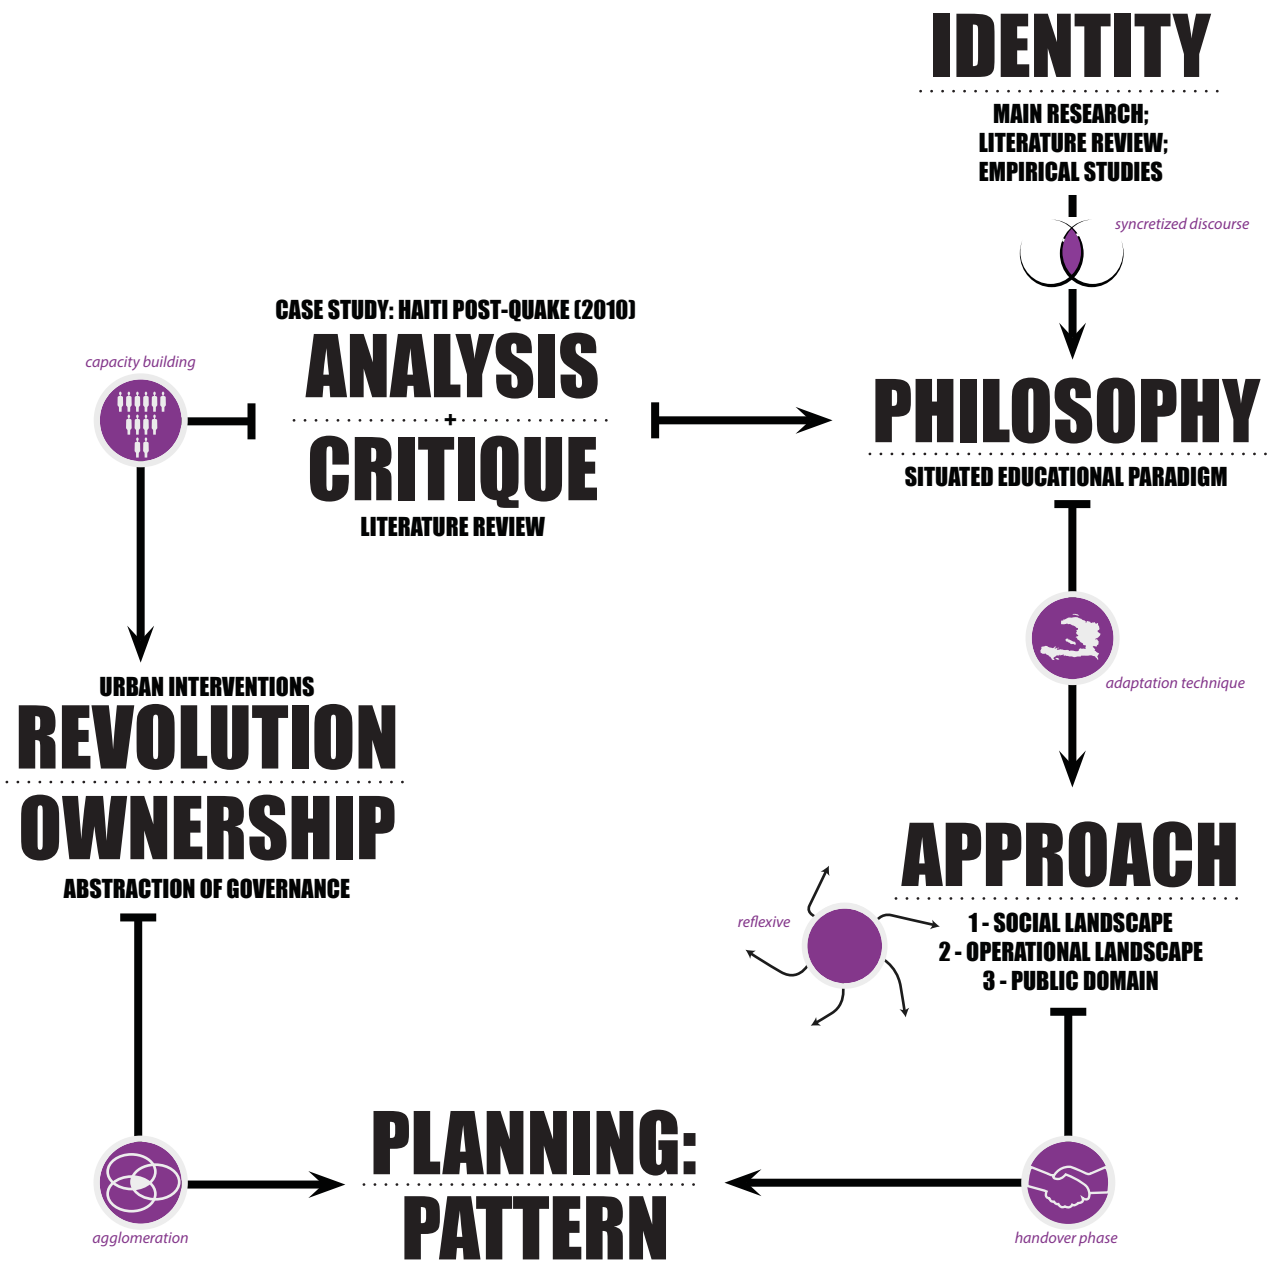 IDENTITY
MAIN RESEARCH;
LITERATURE REVIEW;
EMPIRICAL STUDIES
syncretized discourse
CASE STUDY: HAITI POST-QUAKE (2010)
ANALYSIS
+
CRITIQUE
LITERATURE REVIEW
capacity building
PHILOSOPHY
SITUATED EDUCATIONAL PARADIGM
adaptation technique
URBAN INTERVENTIONS
REVOLUTION
OWNERSHIP
ABSTRACTION OF GOVERNANCE
APPROACH
1 - SOCIAL LANDSCAPE
2 - OPERATIONAL LANDSCAPE
3 - PUBLIC DOMAIN
reflexive
PLANNING:
PATTERN
agglomeration
handover phase